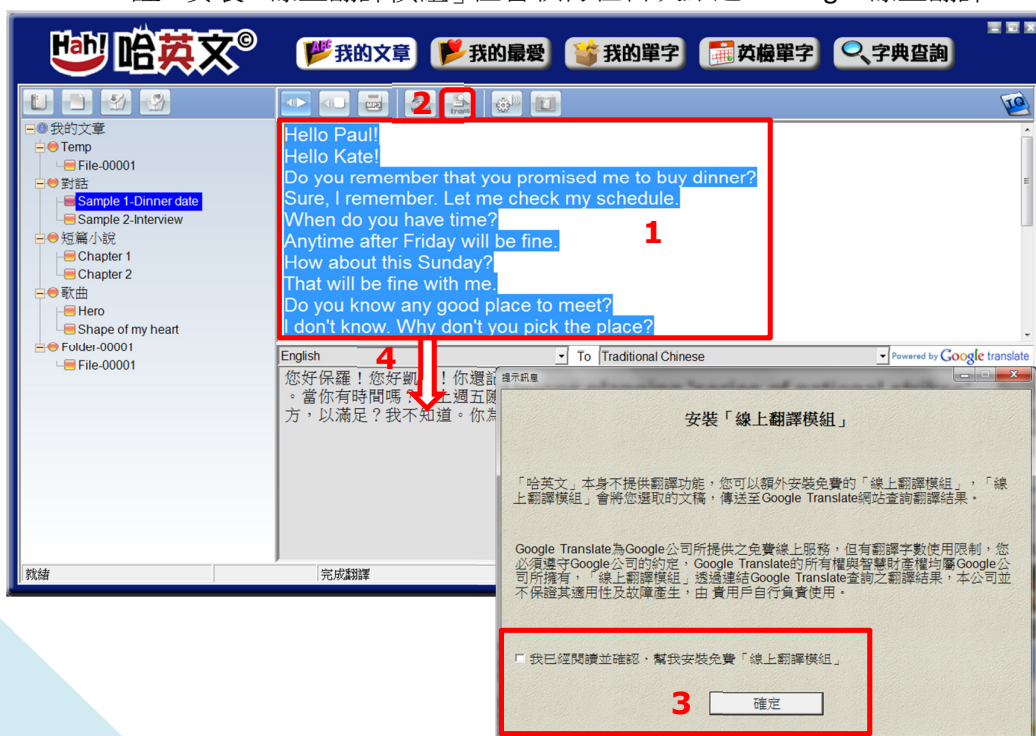 Hah! 哈英文©
我的文章 我的最愛 我的單字 英檢單字 字典查詢
2
我的文章
Temp
File-00001
對話
Sample 1-Dinner date
Sample 2-Interview
短篇小說
Chapter 1
Chapter 2
歌曲
Hero
Shape of my heart
Folder-00001
File-00001
Hello Paul!
Hello Kate!
Do you remember that you promised me to buy dinner?
Sure, I remember. Let me check my schedule.
When do you have time?
Anytime after Friday will be fine.
How about this Sunday?
That will be fine with me.
Do you know any good place to meet?
I don't know. Why don't you pick the place?
1
English
4
To Traditional Chinese
Powered by Google translate
您好保羅！您好凱 ！你還記
。當你有時間嗎？ 上週五
方，以滿足？我不知道。你為
就緒
完成翻譯
提示訊息
安裝「線上翻譯模組」
「哈英文」本身不提供翻譯功能，您可以額外安裝免費的「線上翻譯模組」，「線
上翻譯模組」會將您選取的文稿，傳送至Google Translate網站查詢翻譯結果。
Google Translate為Google公司所提供之免費線上服務，但有翻譯字數使用限制，您
必須遵守Google公司的約定，Google Translate的所有權與智慧財產權均屬Google公
司所擁有，「線上翻譯模組」透過連結Google Translate查詢之翻譯結果，本公司並
不保證其適用性及故障產生，由 貴用戶自行負責使用。
我已經閱讀並確認，幫我安裝免費「線上翻譯模組」
3
確定